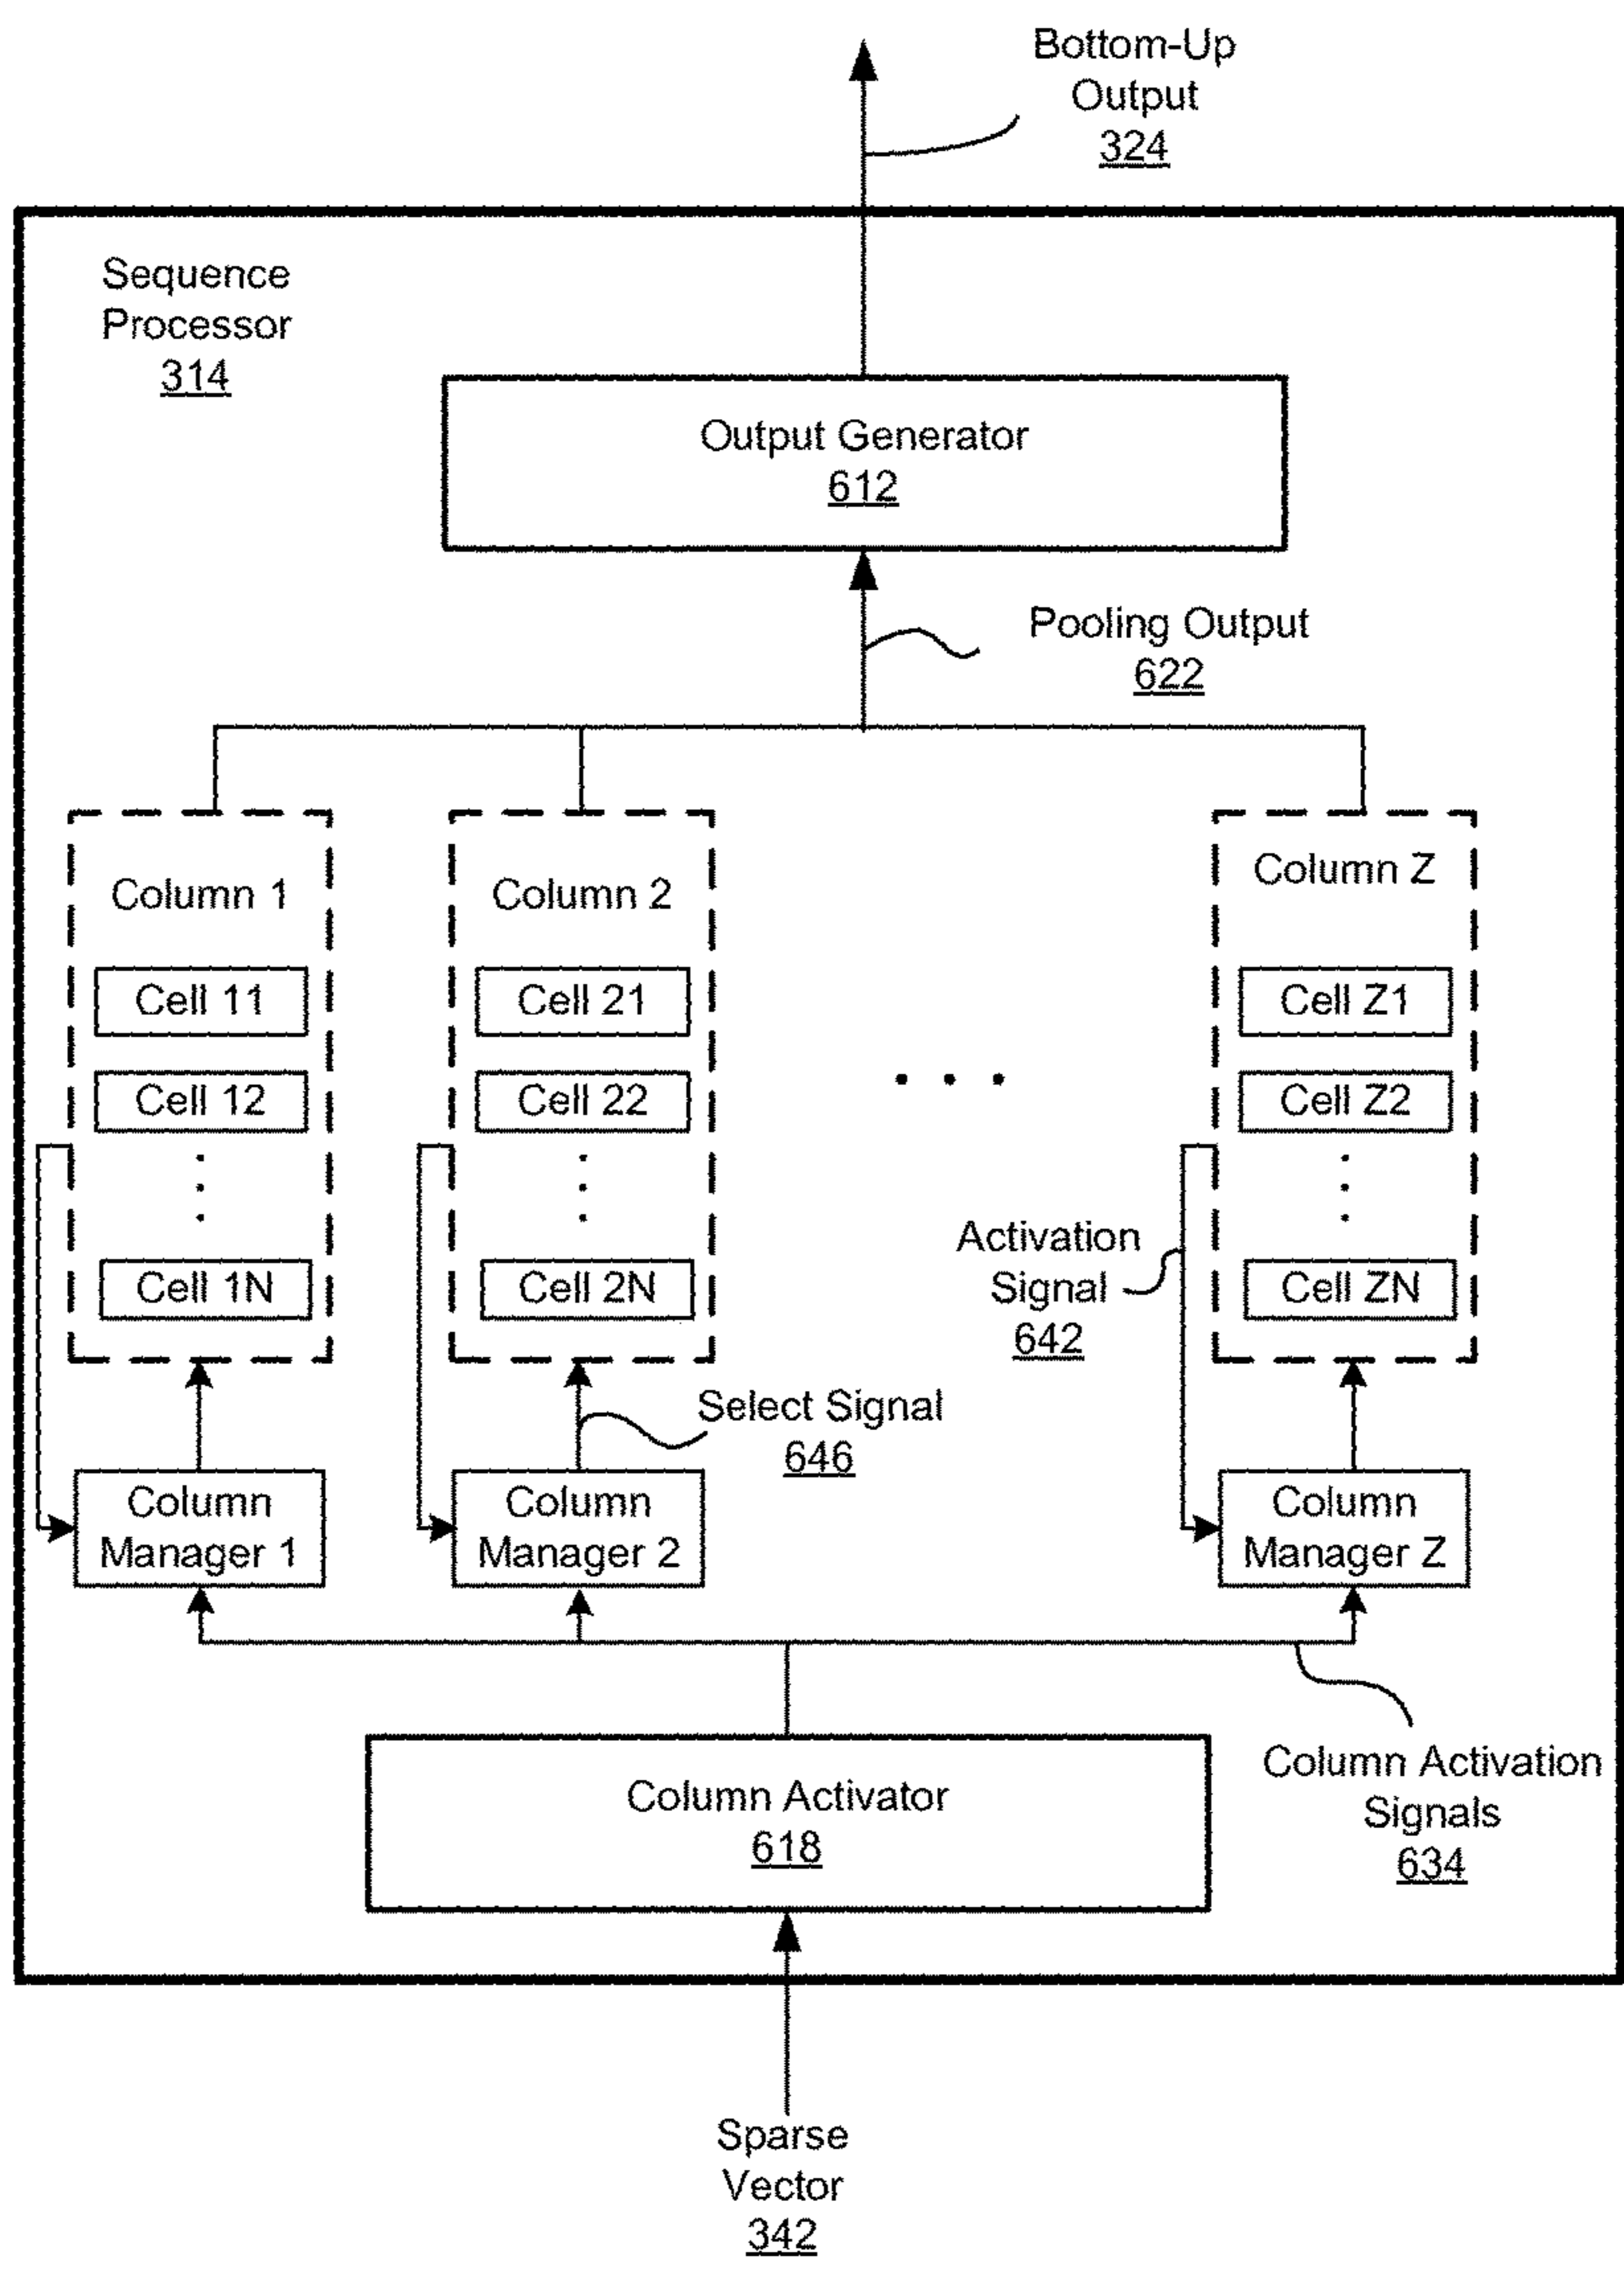 Bottom-Up
Output
324
Sequence
Processor
314
Output Generator
612
Pooling Output
622
Column 1
Column 2
Column Z
Cell 11
Cell 21
Cell Z1
Cell 12
Cell 22
Cell Z2
Cell 1N
Cell 2N
Cell ZN
Activation
Signal
642
Select Signal
646
Column
Manager 1
Column
Manager 2
Column
Manager Z
Column Activator
618
Column Activation
Signals
634
Sparse
Vector
342